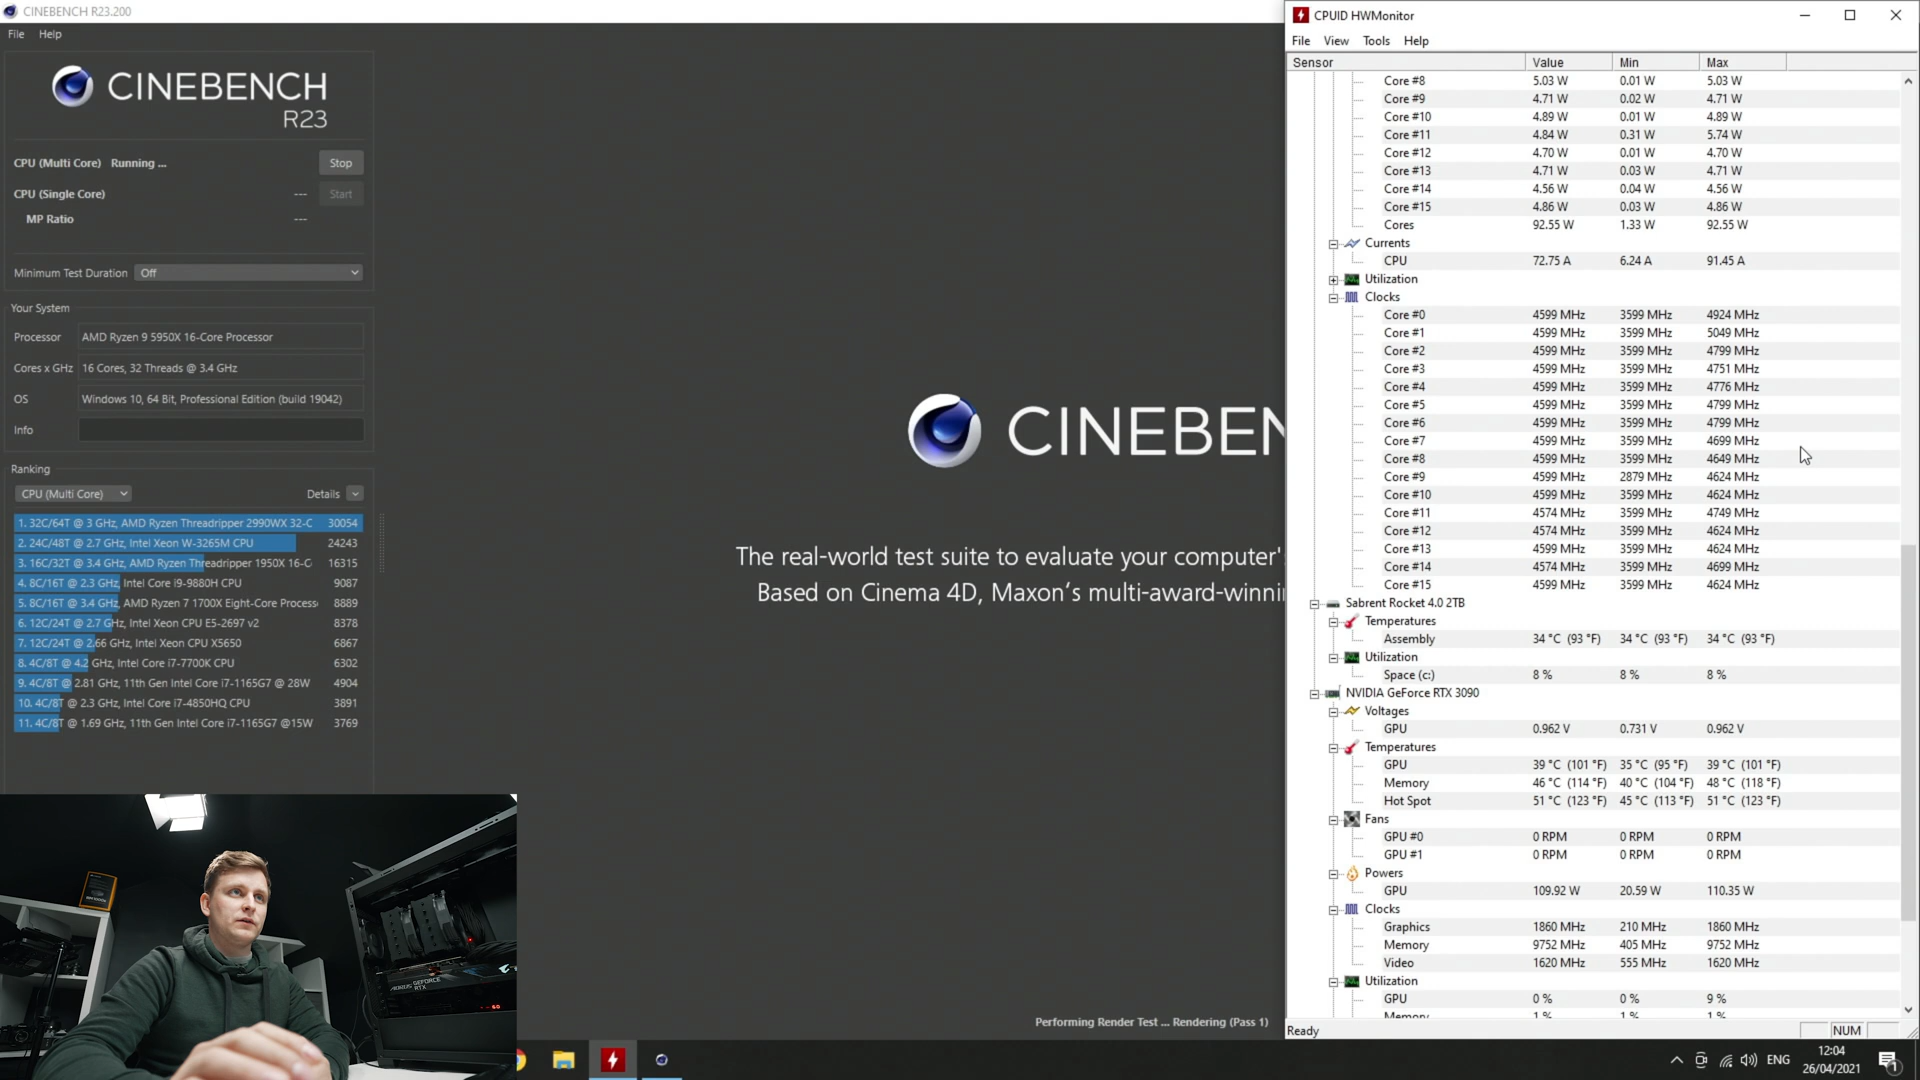 CINEBENCH R23.200
File Help
CINEBENCH
R23
CPU (Multi Core) Running ... Stop
CPU (Single Core) --- Start
MP Ratio ---
Minimum Test Duration Off
Your System
Processor AMD Ryzen 9 5950X 16-Core Processor
Cores x GHz 16 Cores, 32 Threads @ 3.4 GHz
OS Windows 10, 64 Bit, Professional Edition (build 19042)
Info
Ranking
CPU (Multi Core) Details
1. 32C/64T @ 3 GHz, AMD Ryzen Threadripper 2990WX 32-C 30054
2. 24C/48T @ 2.7 GHz, Intel Xeon W-3265M CPU 24243
3. 16C/32T @ 3.4 GHz, AMD Ryzen Threadripper 1950X 16-C 16315
4. 8C/16T @ 2.3 GHz, Intel Core i9-9880H CPU 9087
5. 8C/16T @ 3.4 GHz, AMD Ryzen 7 1700X Eight-Core Process 8889
6. 12C/24T @ 2.7 GHz, Intel Xeon CPU E5-2697 v2 8378
7. 12C/24T @ 2.66 GHz, Intel Xeon CPU X5650 6867
8. 4C/8T @ 4.2 GHz, Intel Core i7-7700K CPU 6302
9. 4C/8T @ 2.81 GHz, 11th Gen Intel Core i7-1165G7 @ 28W 4904
10. 4C/8T @ 2.3 GHz, Intel Core i7-4850HQ CPU 3891
11. 4C/8T @ 1.69 GHz, 11th Gen Intel Core i7-1165G7 @15W 3769
CINEBEN
The real-world test suite to evaluate your computer'
Based on Cinema 4D, Maxon's multi-award-winni
Performing Render Test ... Rendering (Pass 1)
AORUS GEFORCE
RTX
CPUID HWMonitor
File View Tools Help
Sensor Value Min Max
Core #8 5.03 W 0.01 W 5.03 W
Core #9 4.71 W 0.02 W 4.71 W
Core #10 4.89 W 0.01 W 4.89 W
Core #11 4.84 W 0.31 W 5.74 W
Core #12 4.70 W 0.01 W 4.70 W
Core #13 4.71 W 0.03 W 4.71 W
Core #14 4.56 W 0.04 W 4.56 W
Core #15 4.86 W 0.03 W 4.86 W
Cores 92.55 W 1.33 W 92.55 W
Currents
CPU 72.75 A 6.24 A 91.45 A
Utilization
Clocks
Core #0 4599 MHz 3599 MHz 4924 MHz
Core #1 4599 MHz 3599 MHz 5049 MHz
Core #2 4599 MHz 3599 MHz 4799 MHz
Core #3 4599 MHz 3599 MHz 4751 MHz
Core #4 4599 MHz 3599 MHz 4776 MHz
Core #5 4599 MHz 3599 MHz 4799 MHz
Core #6 4599 MHz 3599 MHz 4799 MHz
Core #7 4599 MHz 3599 MHz 4699 MHz
Core #8 4599 MHz 3599 MHz 4649 MHz
Core #9 4599 MHz 2879 MHz 4624 MHz
Core #10 4599 MHz 3599 MHz 4624 MHz
Core #11 4574 MHz 3599 MHz 4749 MHz
Core #12 4574 MHz 3599 MHz 4624 MHz
Core #13 4599 MHz 3599 MHz 4624 MHz
Core #14 4574 MHz 3599 MHz 4699 MHz
Core #15 4599 MHz 3599 MHz 4624 MHz
Sabrent Rocket 4.0 2TB
Temperatures
Assembly 34 °C (93 °F) 34 °C (93 °F) 34 °C (93 °F)
Utilization
Space (c:) 8 % 8 % 8 %
NVIDIA GeForce RTX 3090
Voltages
GPU 0.962 V 0.731 V 0.962 V
Temperatures
GPU 39 °C (101 °F) 35 °C (95 °F) 39 °C (101 °F)
Memory 46 °C (114 °F) 40 °C (104 °F) 48 °C (118 °F)
Hot Spot 51 °C (123 °F) 45 °C (113 °F) 51 °C (123 °F)
Fans
GPU #0 0 RPM 0 RPM 0 RPM
GPU #1 0 RPM 0 RPM 0 RPM
Powers
GPU 109.92 W 20.59 W 110.35 W
Clocks
Graphics 1860 MHz 210 MHz 1860 MHz
Memory 9752 MHz 405 MHz 9752 MHz
Video 1620 MHz 555 MHz 1620 MHz
Utilization
GPU 0 % 0 % 9 %
Memory 1 % 1 % 1 %
Ready NUM
ENG 12:04
26/04/2021
1